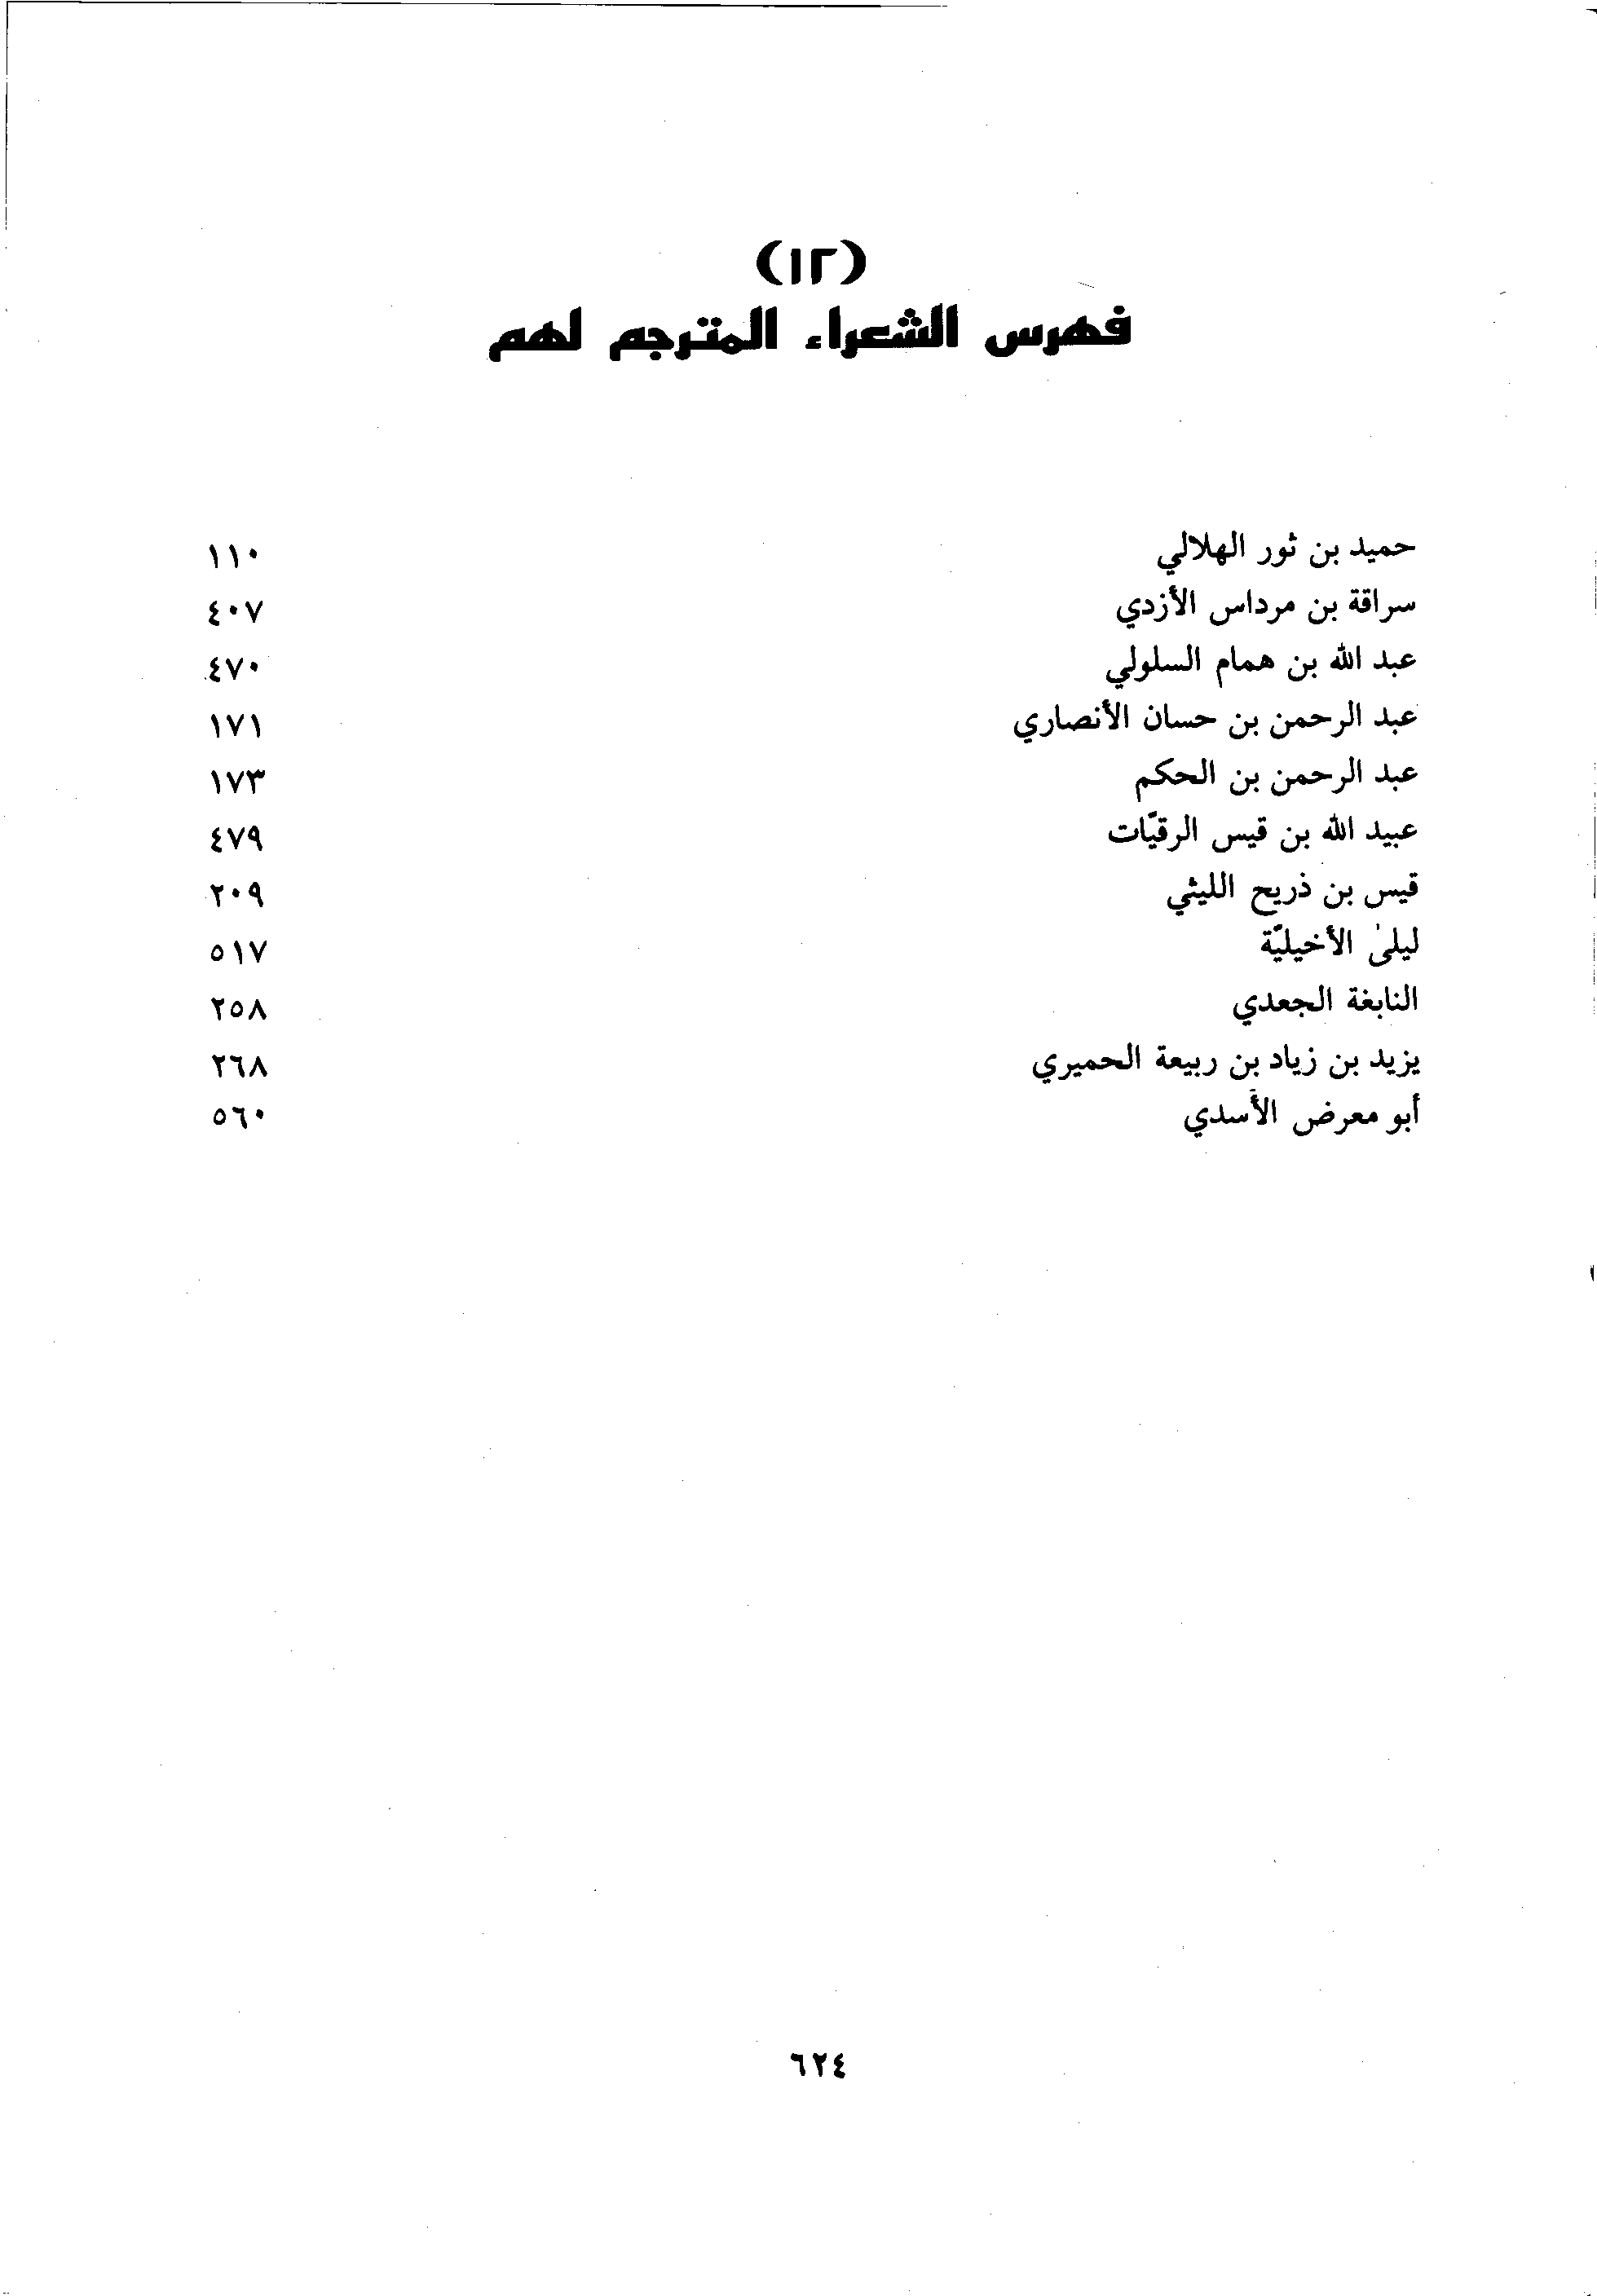 (١٢)
فهرس الشعراء المترجم لهم
حميد بن ثور الهلالي ١١٠
سراقة بن مرداس الأزدي ٤٠٧
عبد الله بن همام السلولي ٤٧٠
عبد الرحمن بن حسان الأنصاري ١٧١
عبد الرحمن بن الحكم ١٧٣
عبيد الله بن قيس الرقيّات ٤٧٩
قيس بن ذريح الليثي ٢٠٩
ليلىٰ الأخيليّة ٥١٧
النابغة الجعدي ٢٥٨
يزيد بن زياد بن ربيعة الحميري ٢٦٨
أبو معرض الأسدي ٥٦٠
٦٢٤